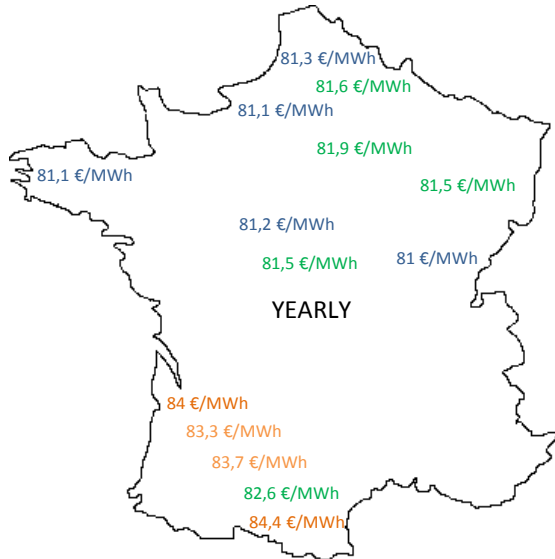 81,3 €/MWh
81,6 €/MWh
81,1 €/MWh
81,9 €/MWh
81,1 €/MWh
81,5 €/MWh
81,2 €/MWh
81 €/MWh
81,5 €/MWh
YEARLY
84 €/MWh
83,3 €/MWh
83,7 €/MWh
82,6 €/MWh
84,4 €/MWh